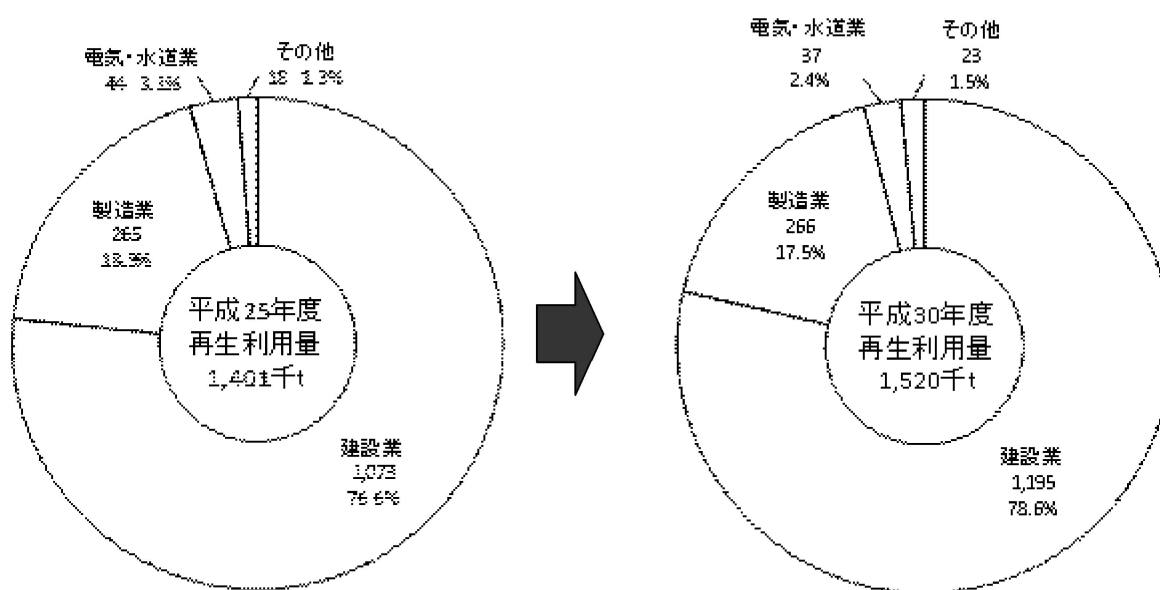 電気・水道業
44 3.1%
その他
18 1.3%
製造業
265
18.9%
平成25年度
再生利用量
1,401千t
建設業
1,073
76.6%
電気・水道業
37
2.4%
その他
23
1.5%
製造業
266
17.5%
平成30年度
再生利用量
1,520千t
建設業
1,195
78.6%